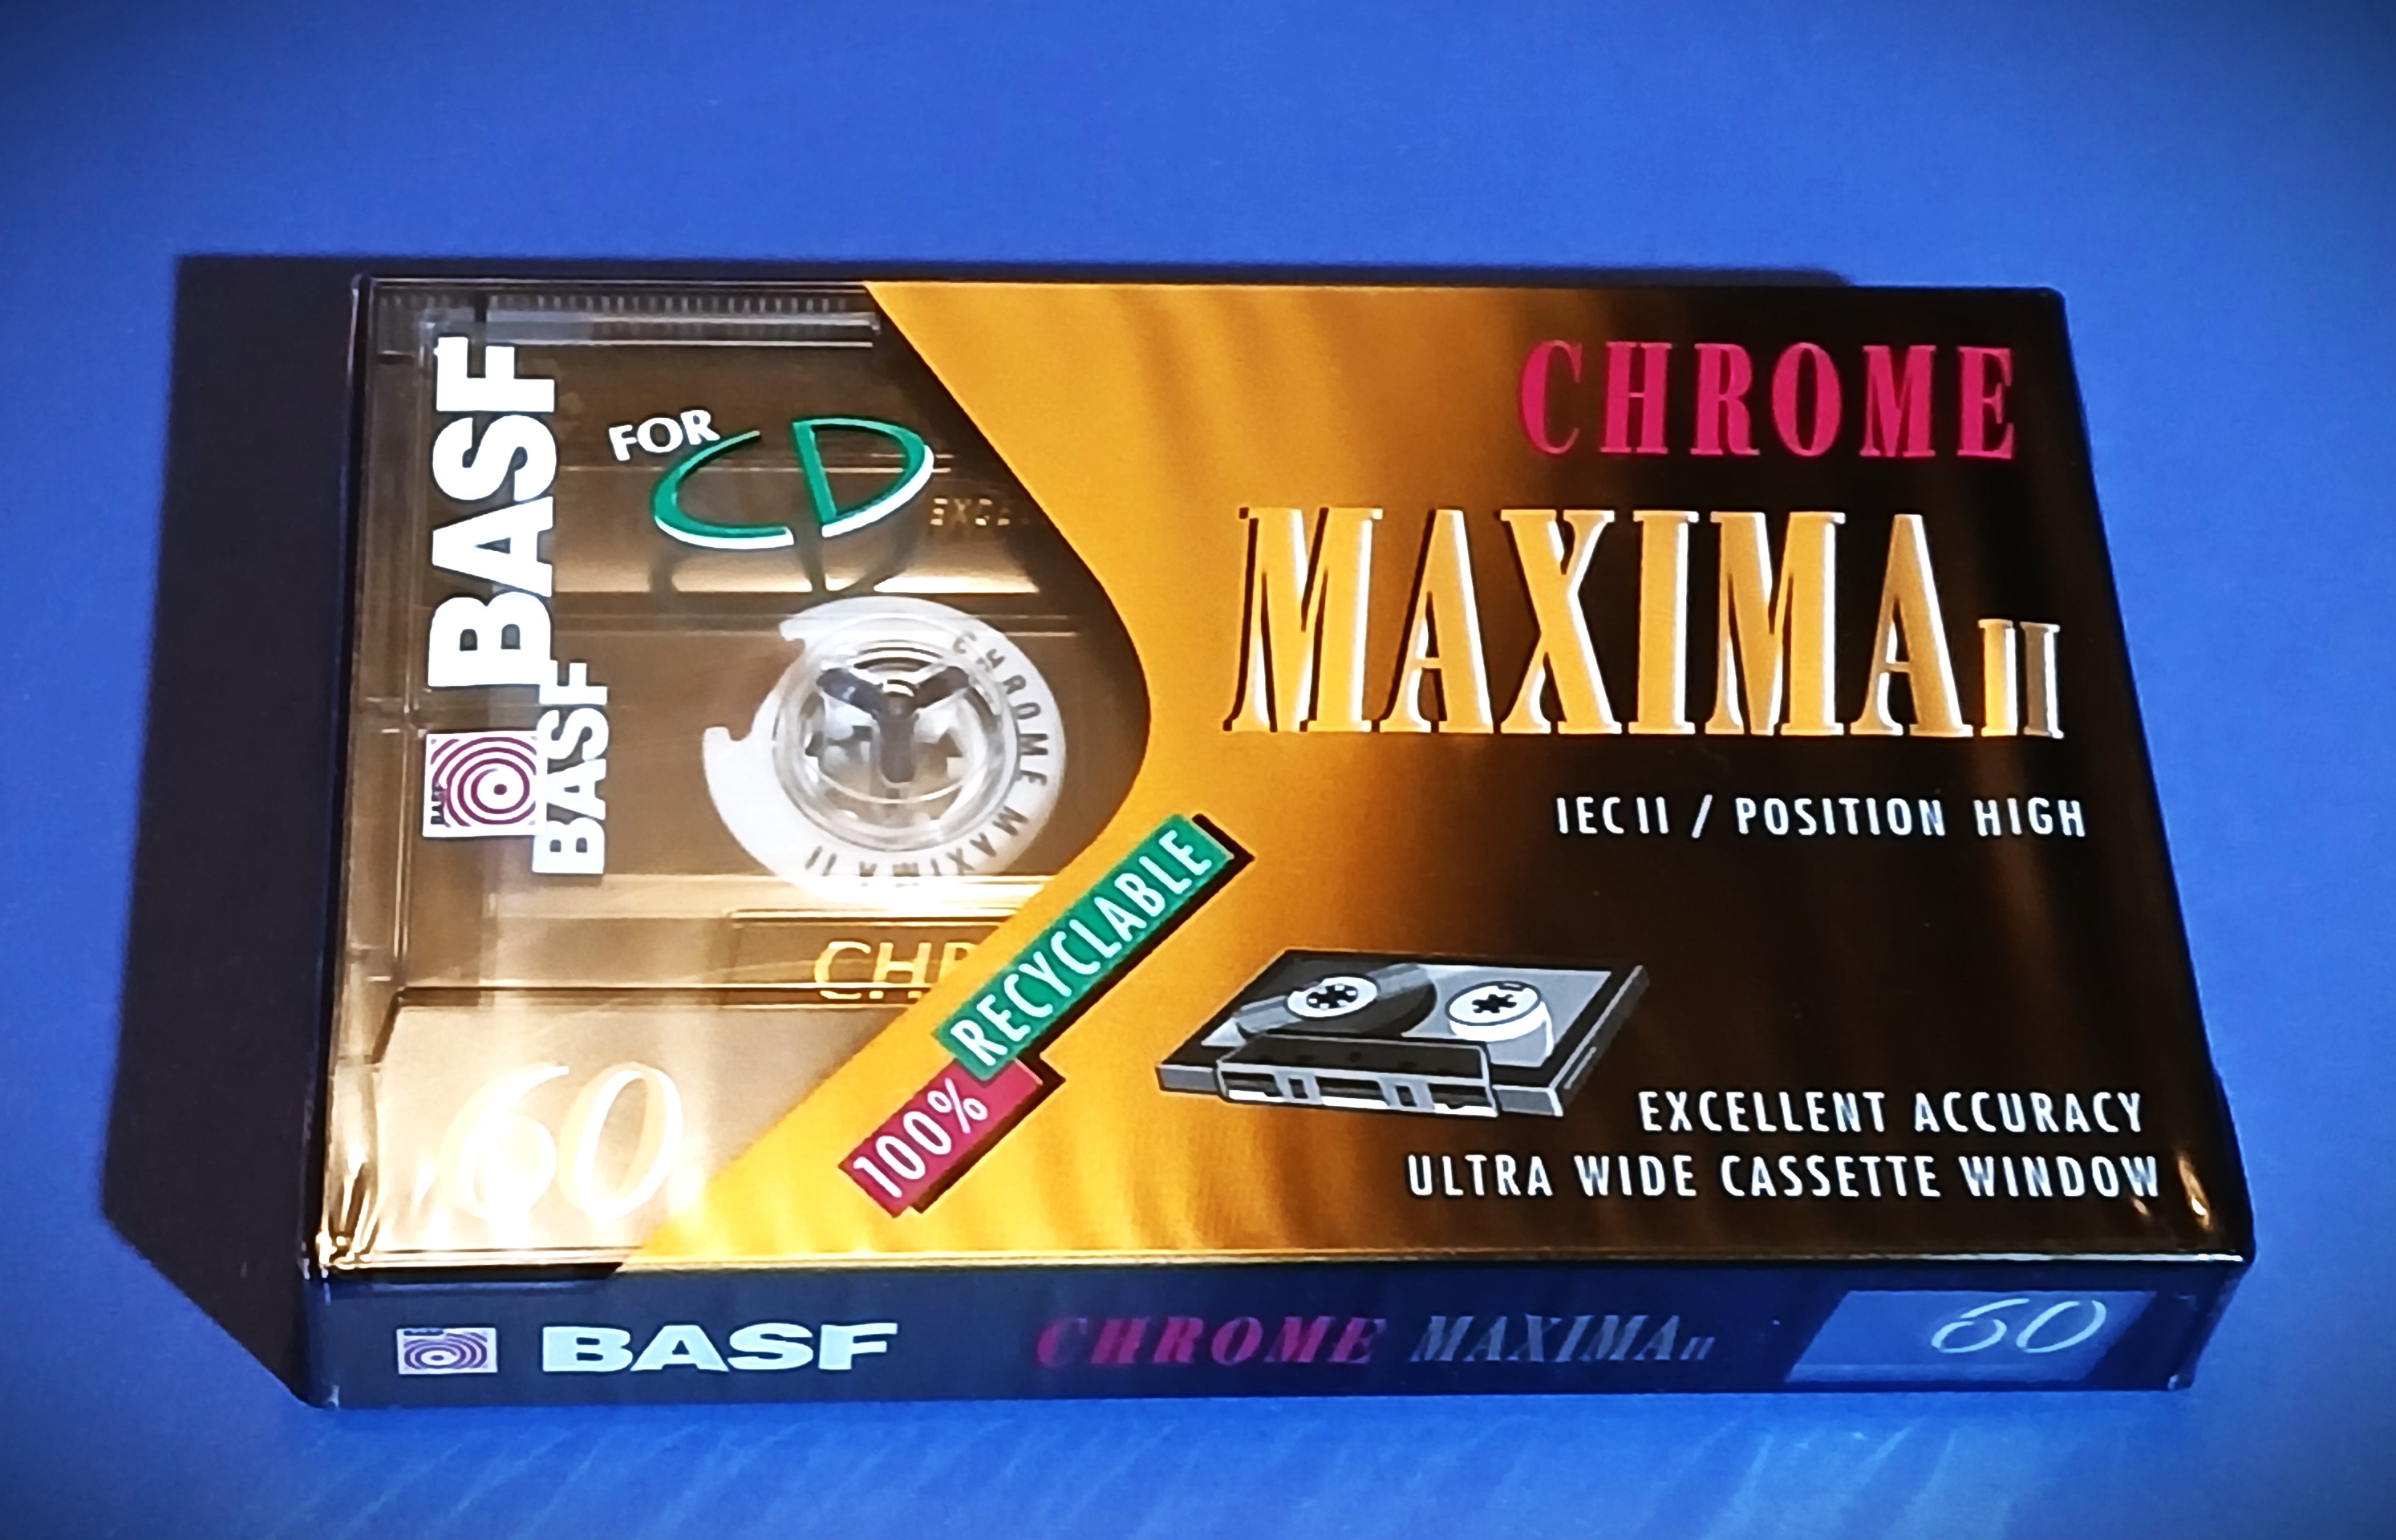 BASF
BASF
FOR CD
EXCE
CHROME MAXIMA II
CHR
60
CHROME
MAXIMA II
IEC II / POSITION HIGH
100% RECYCLABLE
EXCELLENT ACCURACY
ULTRA WIDE CASSETTE WINDOW
BASF CHROME MAXIMA II 60